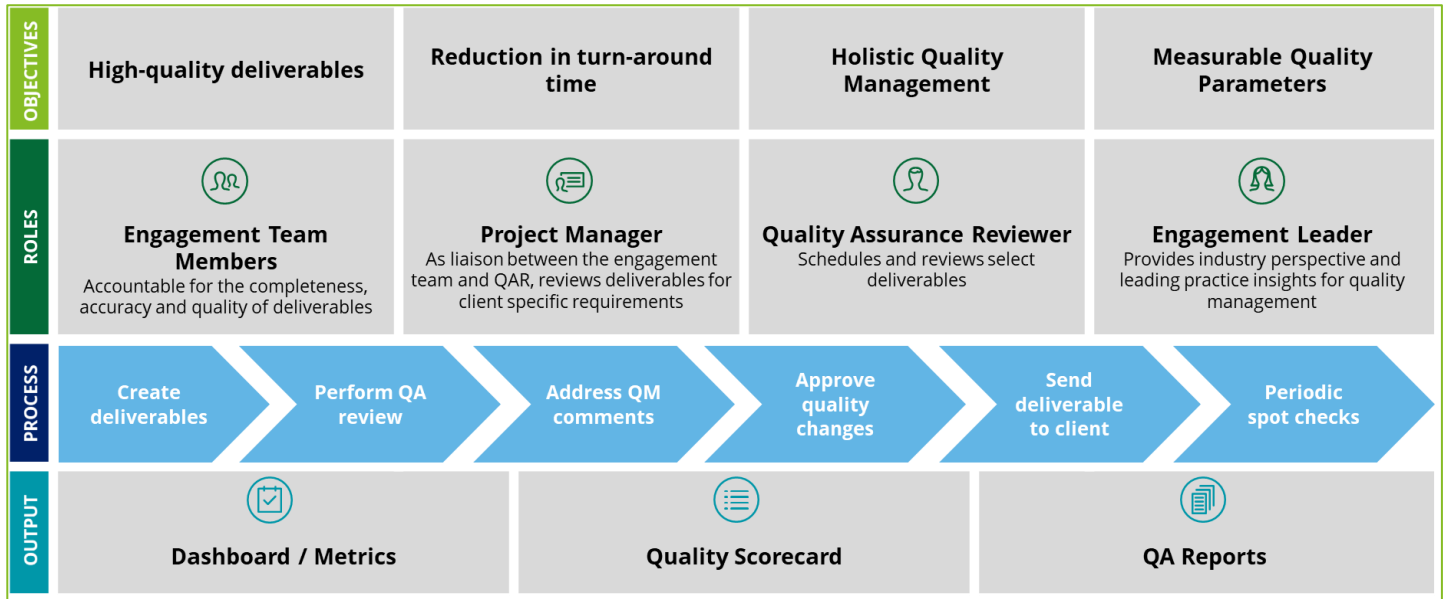 OBJECTIVES
High-quality deliverables
Reduction in turn-around
time
Holistic Quality
Management
Measurable Quality
Parameters
ROLES
Engagement Team
Members
Accountable for the completeness,
accuracy and quality of deliverables
Project Manager
As liaison between the engagement
team and QAR, reviews deliverables for
client specific requirements
Quality Assurance Reviewer
Schedules and reviews select
deliverables
Engagement Leader
Provides industry perspective and
leading practice insights for quality
management
PROCESS
Create
deliverables
Perform QA
review
Address QM
comments
Approve
quality
changes
Send
deliverable
to client
Periodic
spot checks
OUTPUT
Dashboard / Metrics
Quality Scorecard
QA Reports